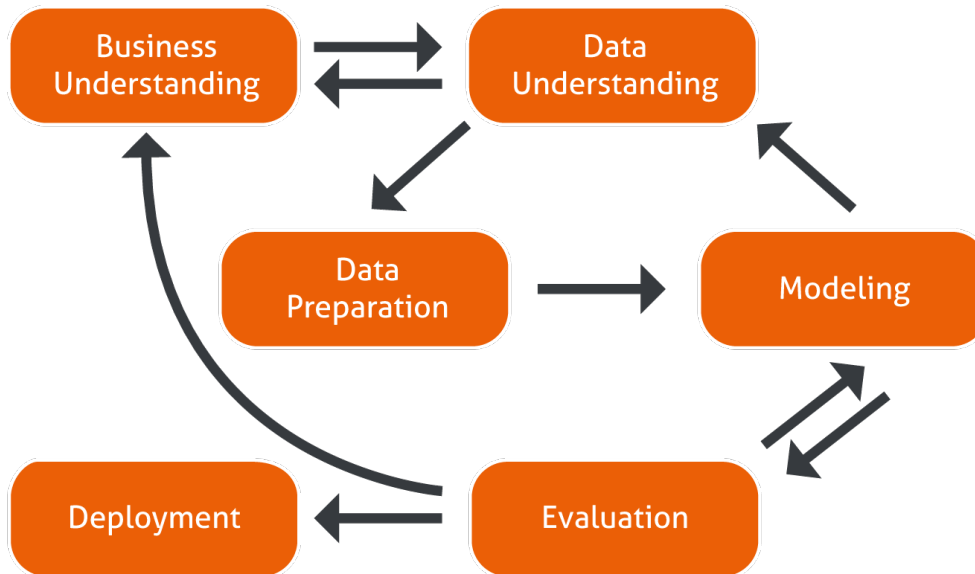 Business
Understanding
Data
Understanding
Data
Preparation
Modeling
Deployment
Evaluation